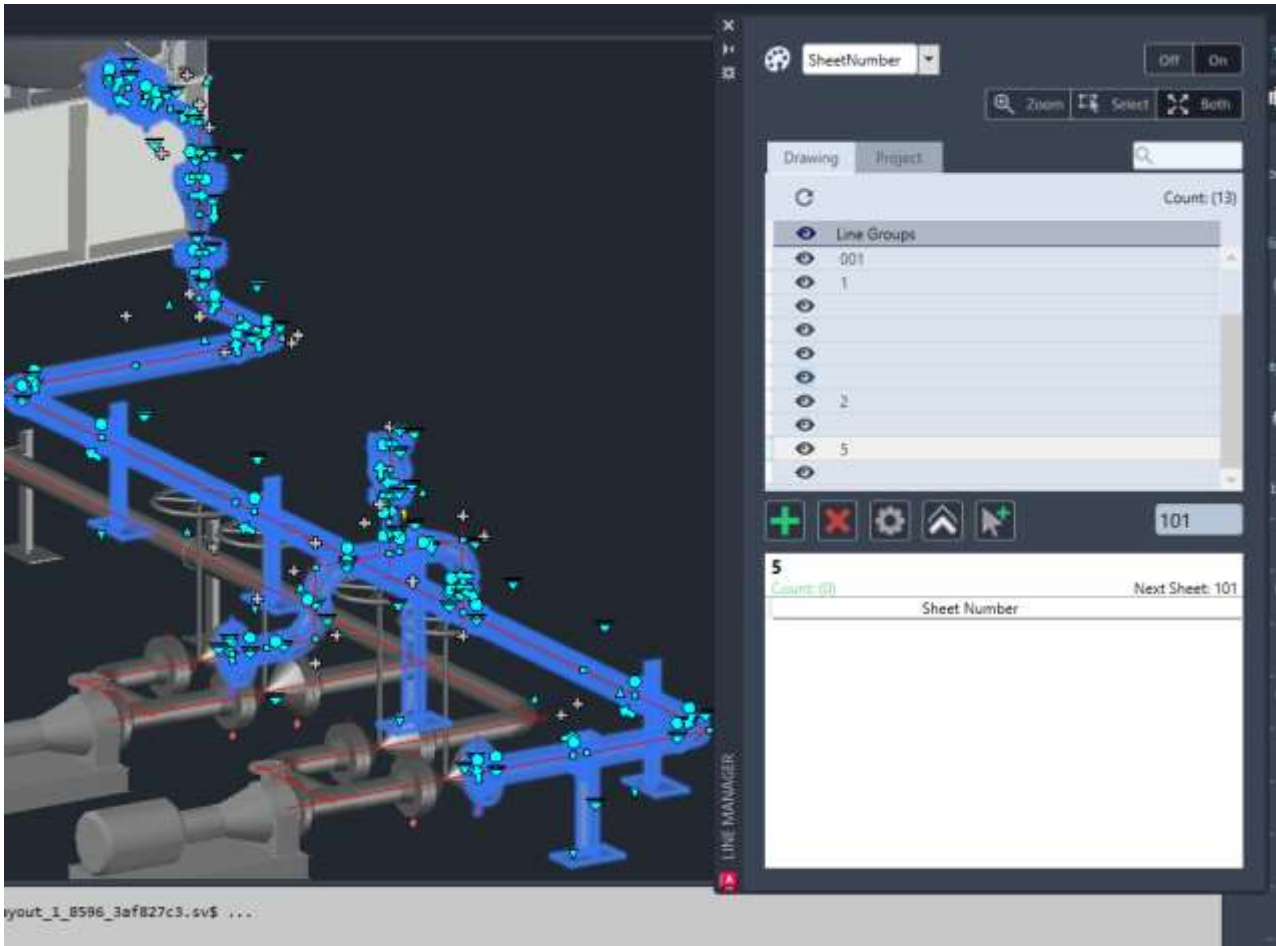 SheetNumber
Off On
Zoom Select Both
Drawing Project
Count: (13)
Line Groups
001
1
2
5
101
5
Count: (0) Next Sheet: 101
Sheet Number
LINE MANAGER
yout_1_8596_3af827c3.sv$ ...